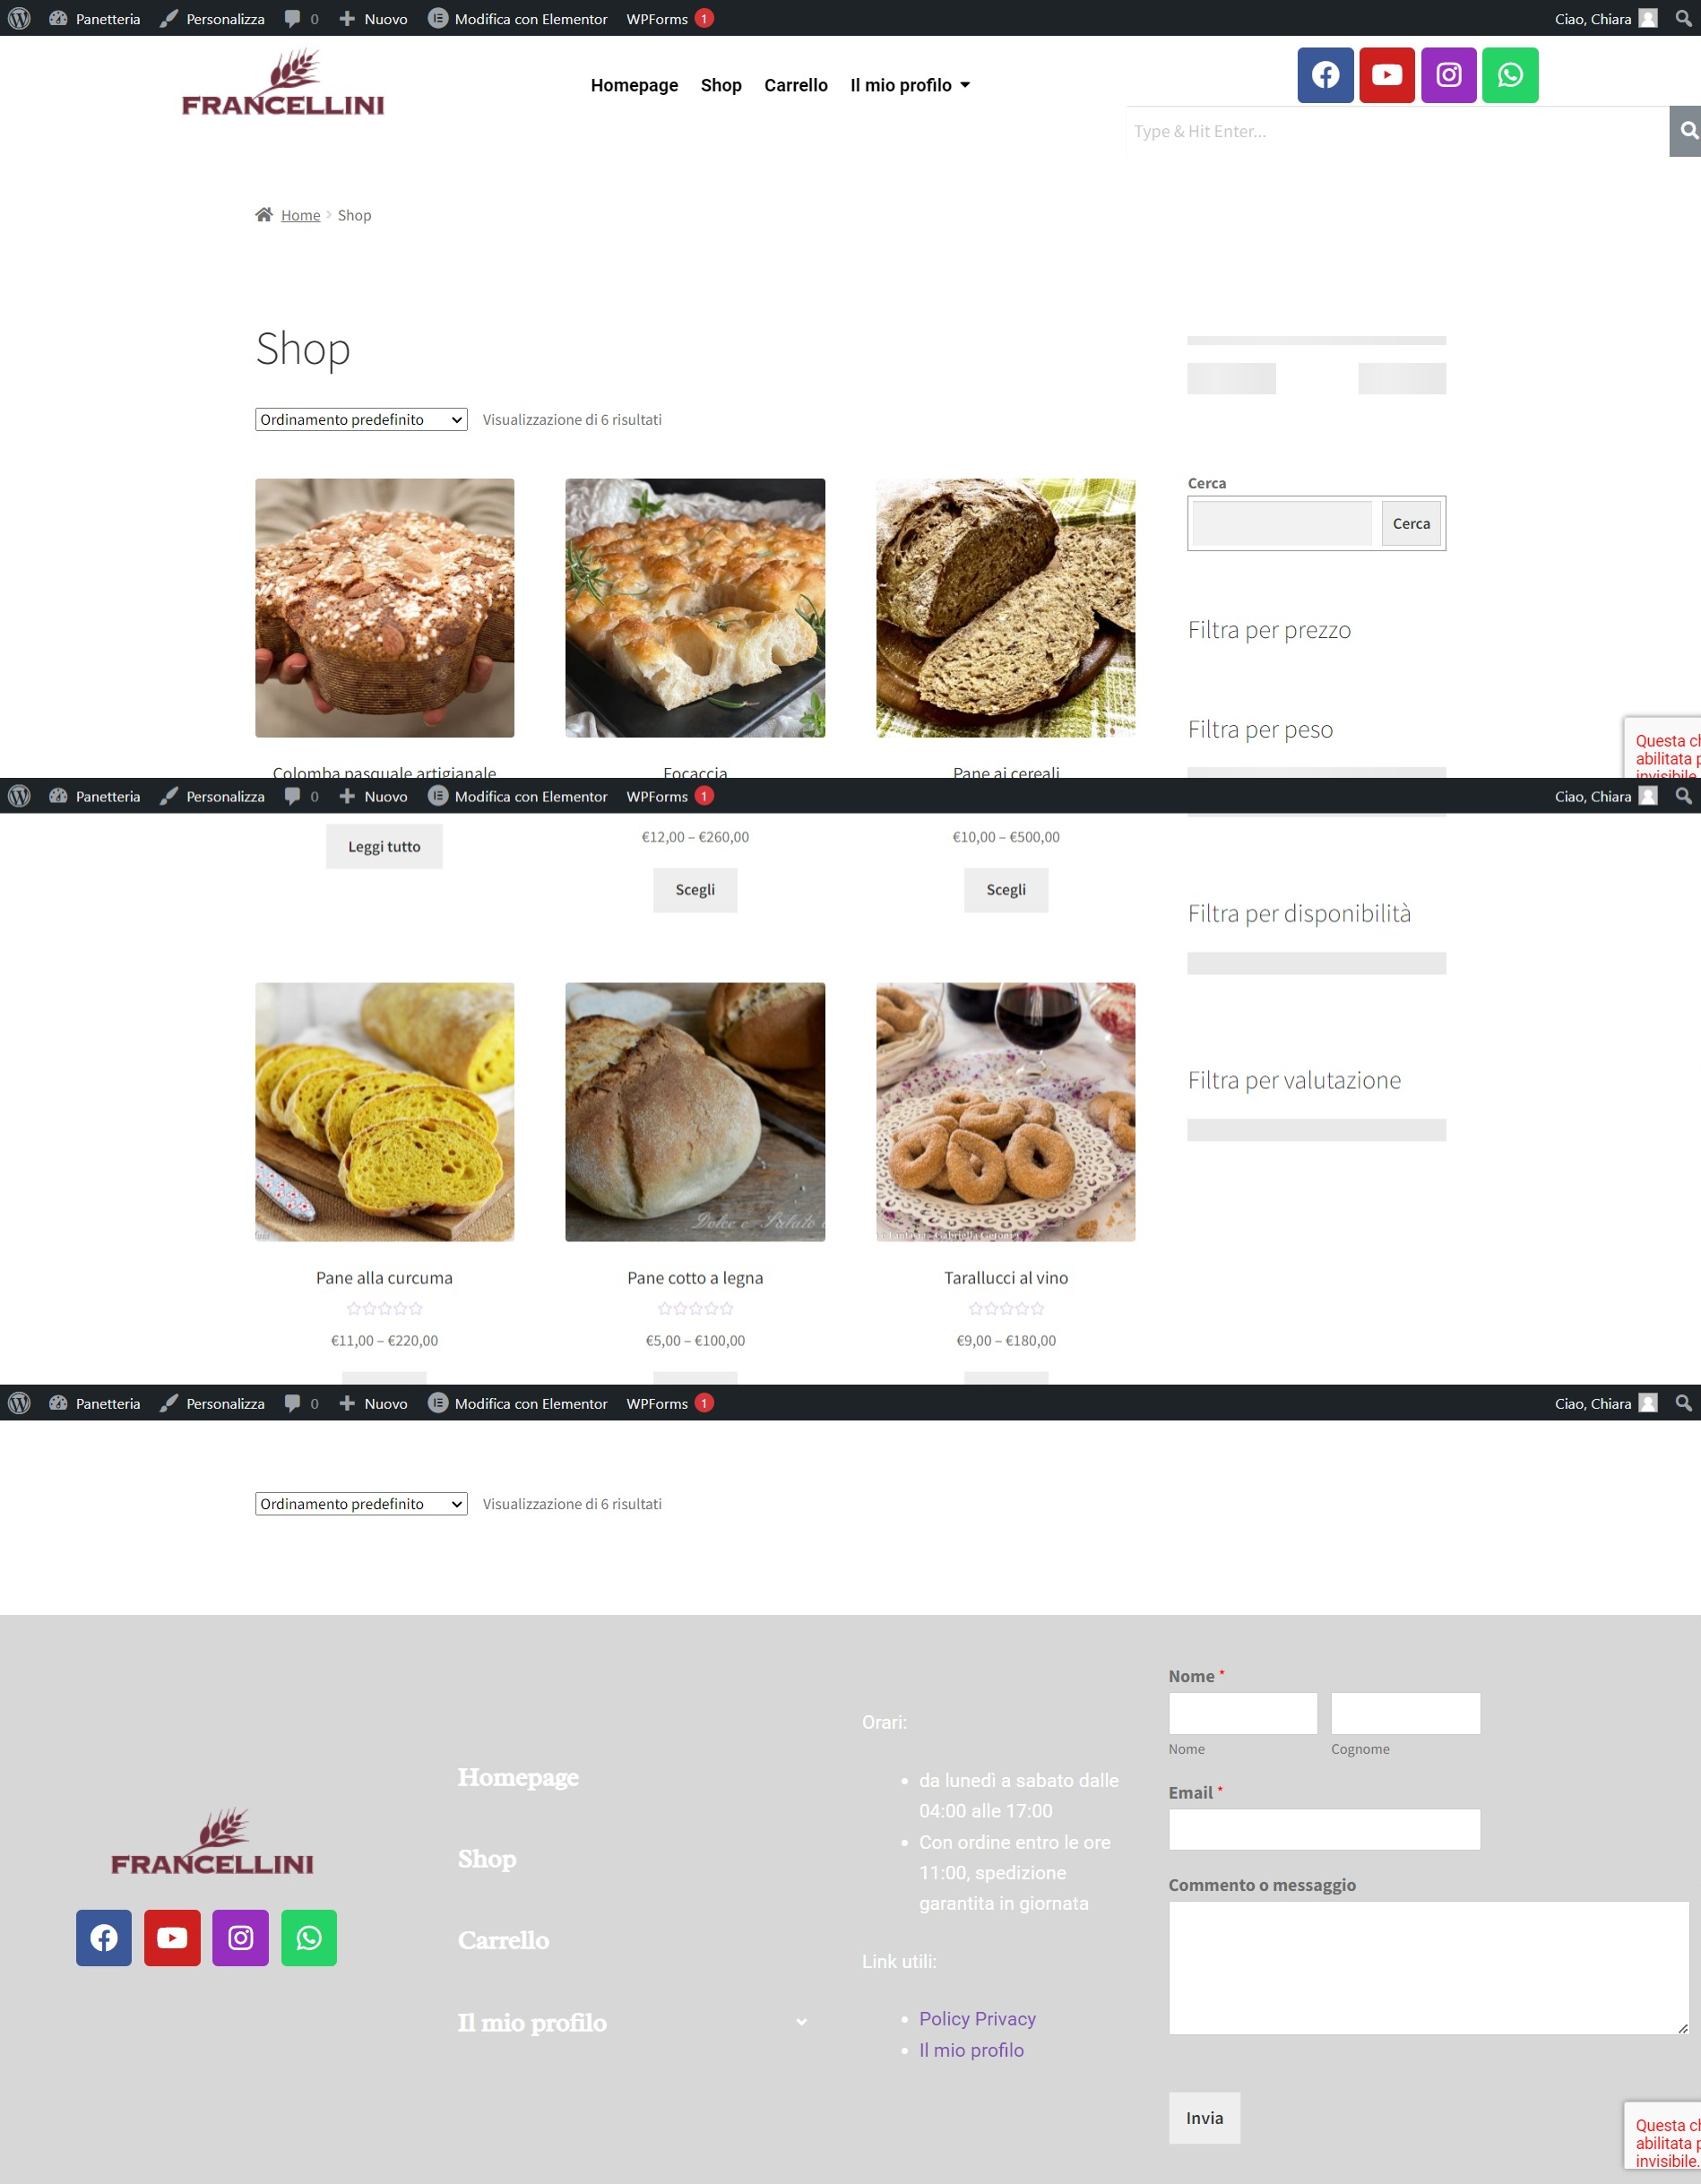 Panetteria Personalizza 0 Nuovo Modifica con Elementor WPForms 1 Ciao, Chiara
FRANCELLINI
Homepage Shop Carrello Il mio profilo
Type & Hit Enter...
Home Shop
Shop
Ordinamento predefinito Visualizzazione di 6 risultati
Cerca
Cerca
Filtra per prezzo
Filtra per peso
Questa
abilitata
invisibile
Colomba pasquale artigianale Focaccia Pane ai cereali
Panetteria Personalizza 0 Nuovo Modifica con Elementor WPForms 1 Ciao, Chiara
Leggi tutto €12,00 – €260,00 €10,00 – €500,00
Scegli Scegli
Filtra per disponibilità
Filtra per valutazione
Dolce e Salato
Gabriella Geroni
Pane alla curcuma Pane cotto a legna Tarallucci al vino
€11,00 – €220,00 €5,00 – €100,00 €9,00 – €180,00
Panetteria Personalizza 0 Nuovo Modifica con Elementor WPForms 1 Ciao, Chiara
Ordinamento predefinito Visualizzazione di 6 risultati
FRANCELLINI
Homepage
Shop
Carrello
Il mio profilo
Orari:
da lunedì a sabato dalle
04:00 alle 17:00
Con ordine entro le ore
11:00, spedizione
garantita in giornata
Link utili:
Policy Privacy
Il mio profilo
Nome *
Nome Cognome
Email *
Commento o messaggio
Invia
Questa
abilitata
invisibile.